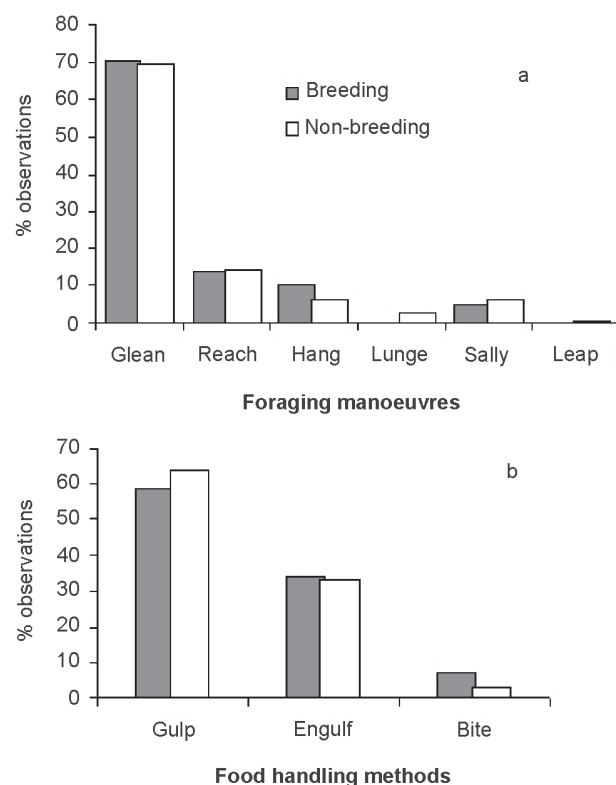 80
70
60
50
40
30
20
10
0
% observations
a
Breeding
Non-breeding
Glean Reach Hang Lunge Sally Leap
Foraging manoeuvres
70
60
50
40
30
20
10
0
% observations
b
Gulp Engulf Bite
Food handling methods